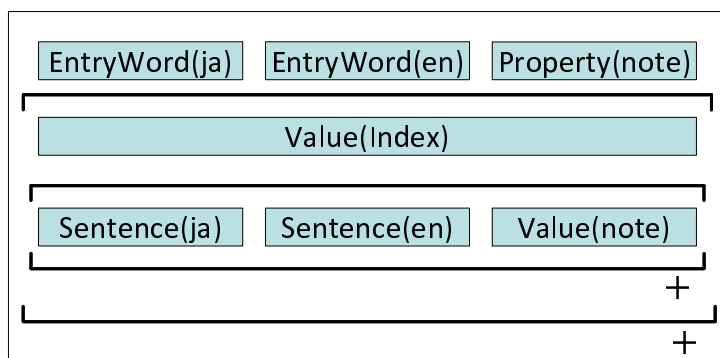 EntryWord(ja) EntryWord(en) Property(note)
Value(Index)
Sentence(ja) Sentence(en) Value(note)
+
+